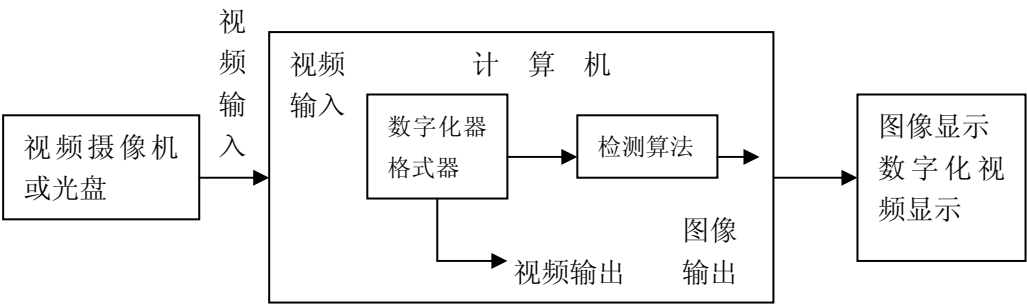 视频输入
视频摄像机
或光盘
计算机
视频
输入
数字化器
格式器
检测算法
视频输出
图像
输出
图像显示
数字化视
频显示